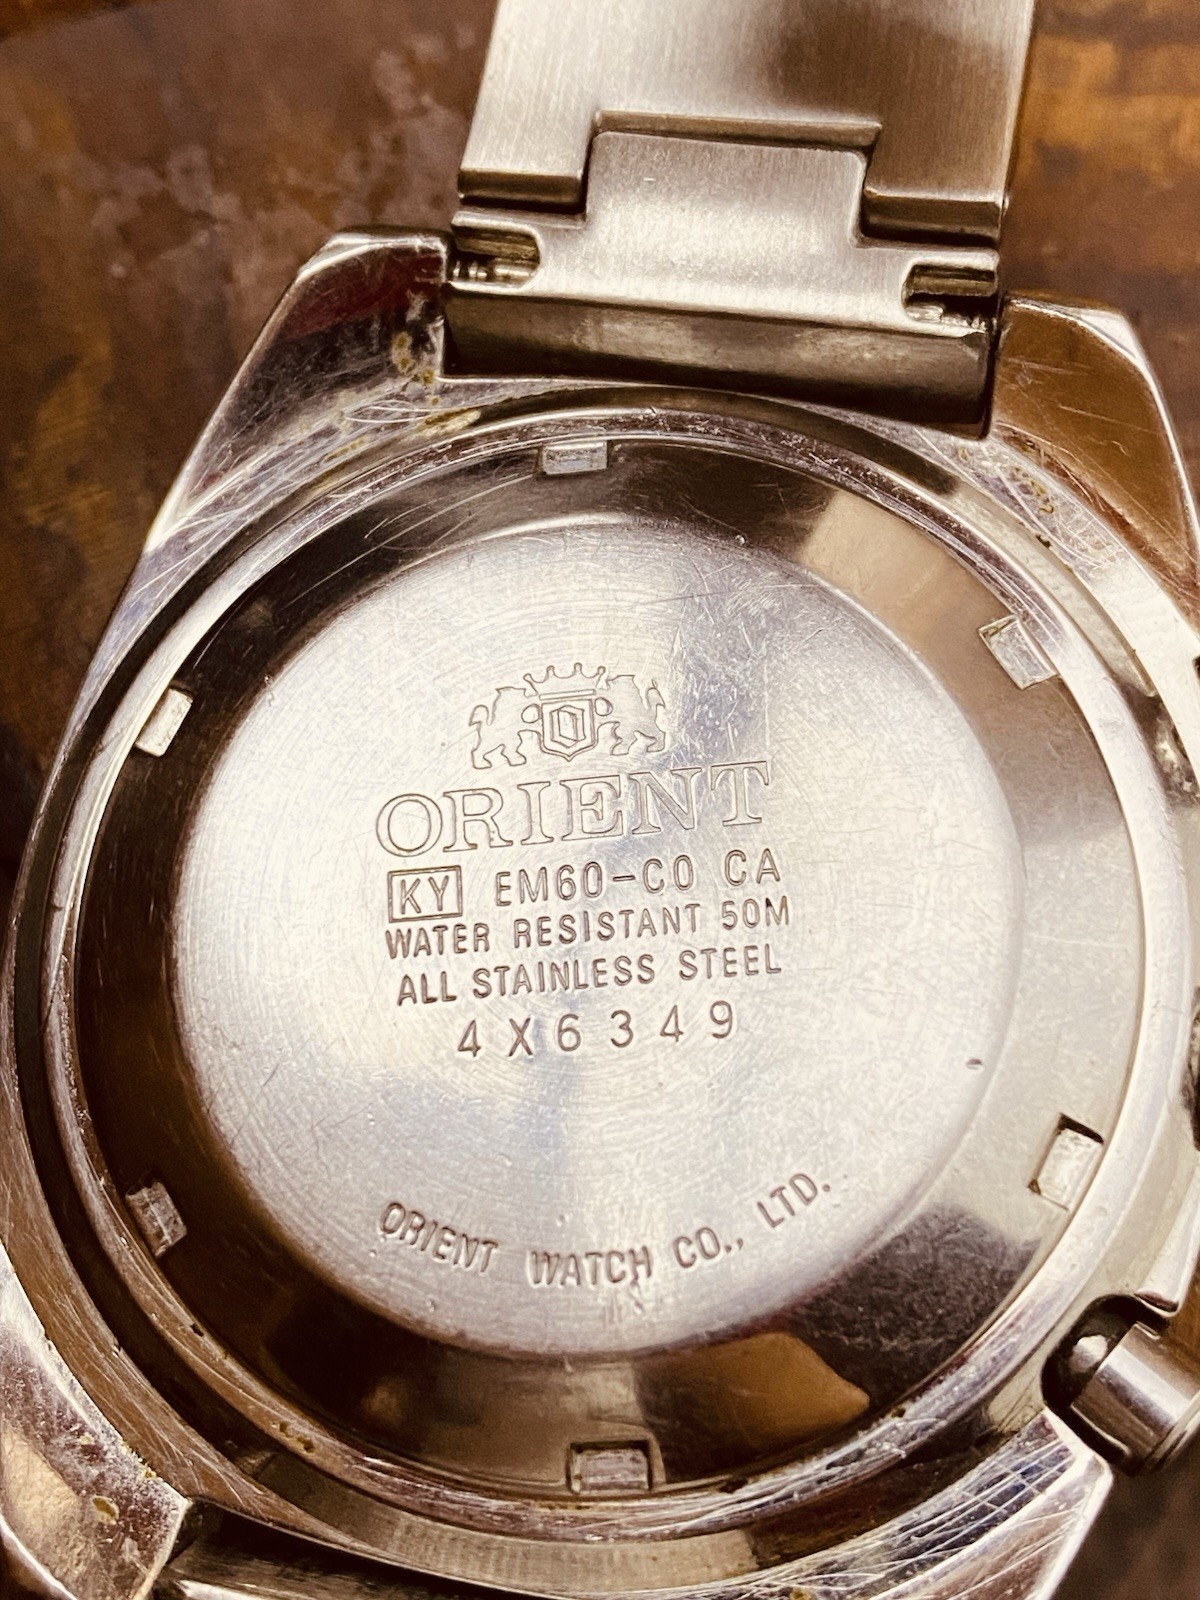 ORIENT
KY EM60-C0 CA
WATER RESISTANT 50M
ALL STAINLESS STEEL
4X6349
ORIENT WATCH CO., LTD.